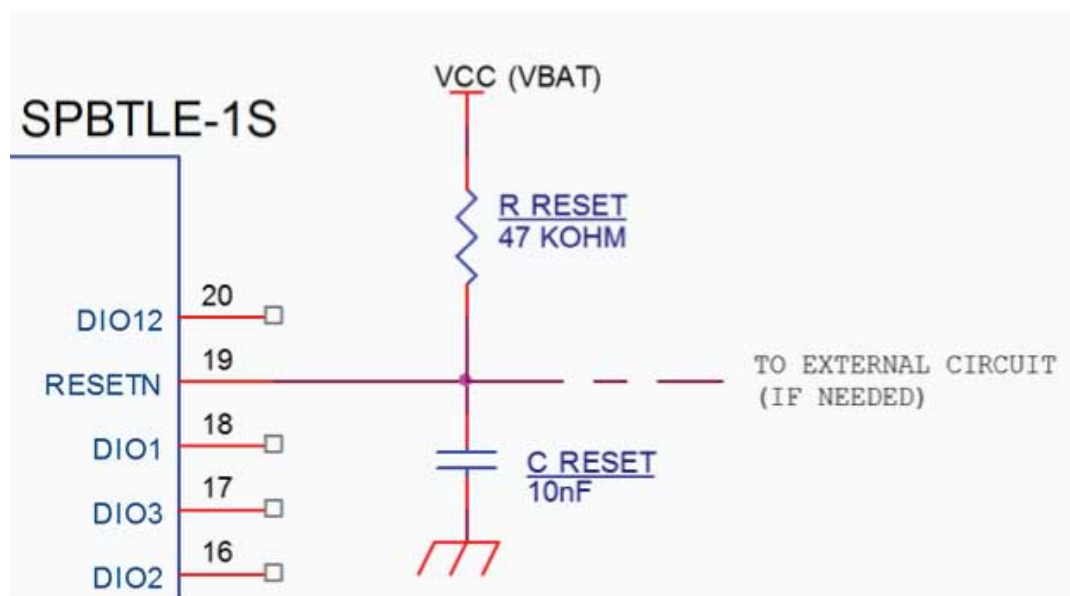 VCC (VBAT)
SPBTLE-1S
R RESET
47 KOHM
20
DIO12
19
RESETN
TO EXTERNAL CIRCUIT
(IF NEEDED)
18
DIO1
C RESET
10nF
17
DIO3
16
DIO2